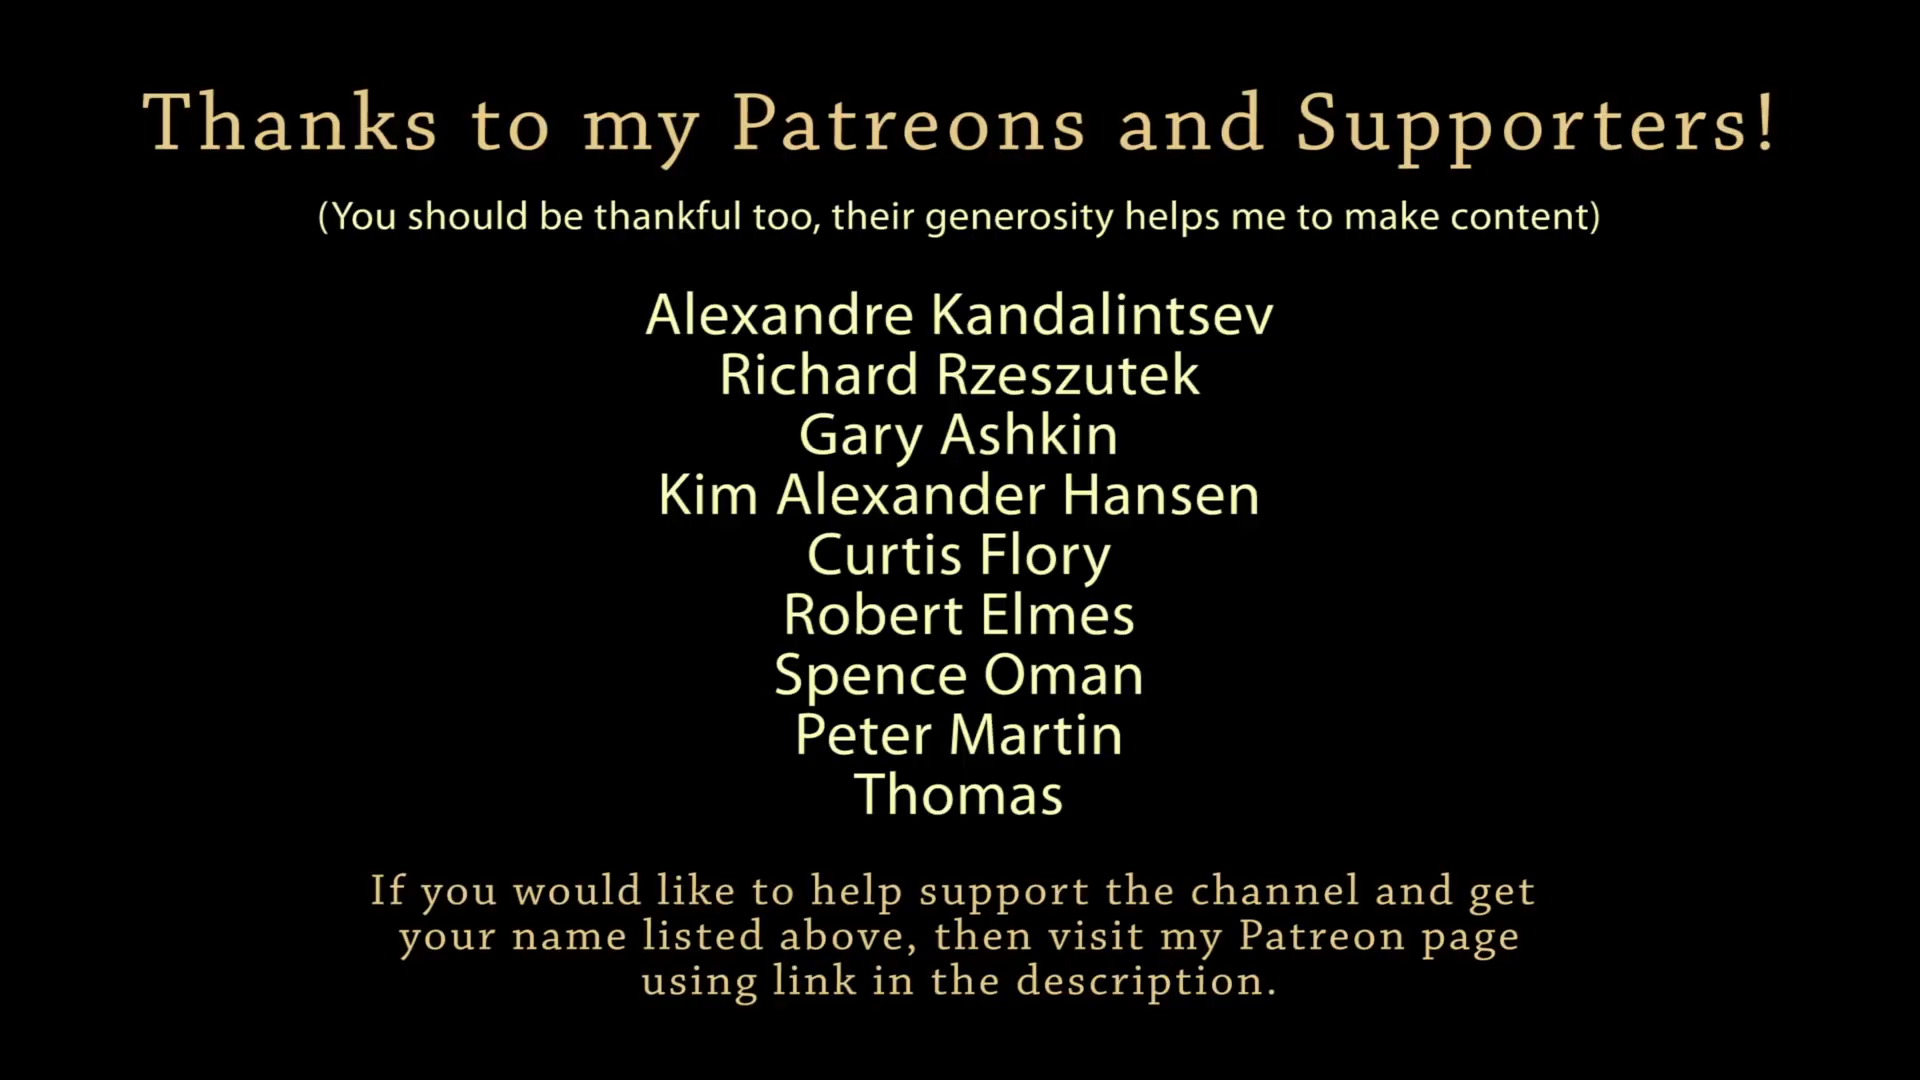 Thanks to my Patreons and Supporters!
(You should be thankful too, their generosity helps me to make content)
Alexandre Kandalintsev
Richard Rzeszutek
Gary Ashkin
Kim Alexander Hansen
Curtis Flory
Robert Elmes
Spence Oman
Peter Martin
Thomas
If you would like to help support the channel and get
your name listed above, then visit my Patreon page
using link in the description.